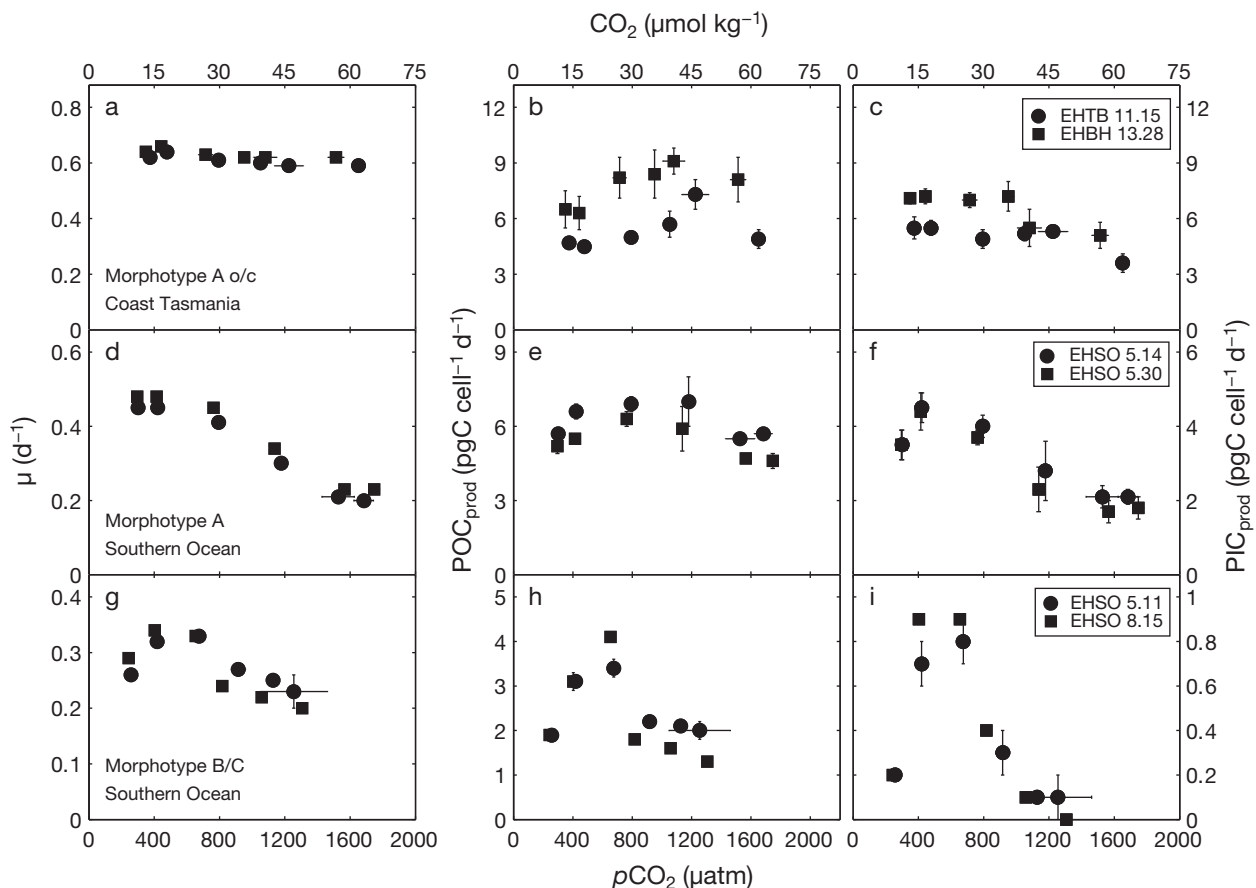 CO₂ (µmol kg⁻¹)
0 15 30 45 60 75 0 15 30 45 60 75 0 15 30 45 60 75
a
0.8
0.6
0.4
0.2
0
Morphotype A o/c
Coast Tasmania
b
12
9
6
3
0
c
EHTB 11.15
EHBH 13.28
12
9
6
3
0
d
0.6
0.4
0.2
0
Morphotype A
Southern Ocean
e
9
6
3
0
f
EHSO 5.14
EHSO 5.30
6
4
2
0
g
0.4
0.3
0.2
0.1
0
Morphotype B/C
Southern Ocean
h
5
4
3
2
1
0
i
EHSO 5.11
EHSO 8.15
1
0.8
0.6
0.4
0.2
0
µ (d⁻¹)
POC_prod (pgC cell⁻¹ d⁻¹)
PIC_prod (pgC cell⁻¹ d⁻¹)
0 400 800 1200 1600 2000 0 400 800 1200 1600 2000 0 400 800 1200 1600 2000
pCO₂ (µatm)